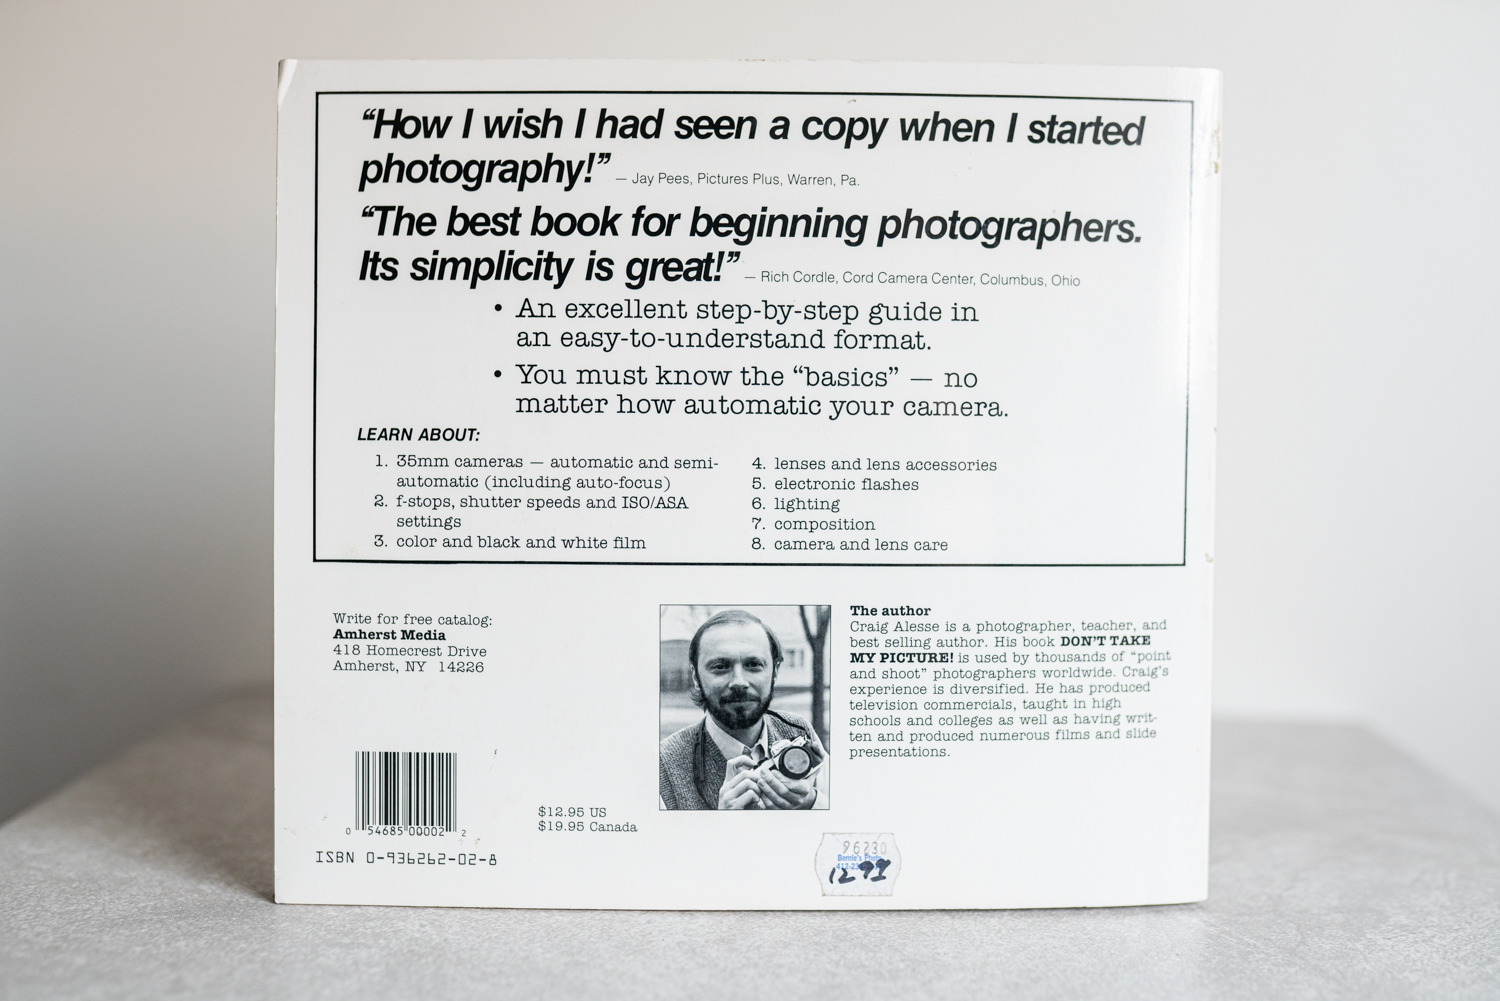 “How I wish I had seen a copy when I started
photography!” — Jay Pees, Pictures Plus, Warren, Pa.
“The best book for beginning photographers.
Its simplicity is great!” — Rich Cordle, Cord Camera Center, Columbus, Ohio
• An excellent step-by-step guide in
an easy-to-understand format.
• You must know the “basics” — no
matter how automatic your camera.
LEARN ABOUT:
1. 35mm cameras — automatic and semi-
automatic (including auto-focus)
2. f-stops, shutter speeds and ISO/ASA
settings
3. color and black and white film
4. lenses and lens accessories
5. electronic flashes
6. lighting
7. composition
8. camera and lens care
Write for free catalog:
Amherst Media
418 Homecrest Drive
Amherst, NY 14226
0 54685 00002 2
ISBN 0-936262-02-8
$12.95 US
$19.95 Canada
The author
Craig Alesse is a photographer, teacher, and
best selling author. His book DON'T TAKE
MY PICTURE! is used by thousands of “point
and shoot” photographers worldwide. Craig's
experience is diversified. He has produced
television commercials, taught in high
schools and colleges as well as having writ-
ten and produced numerous films and slide
presentations.
96230
Bernie's Photo